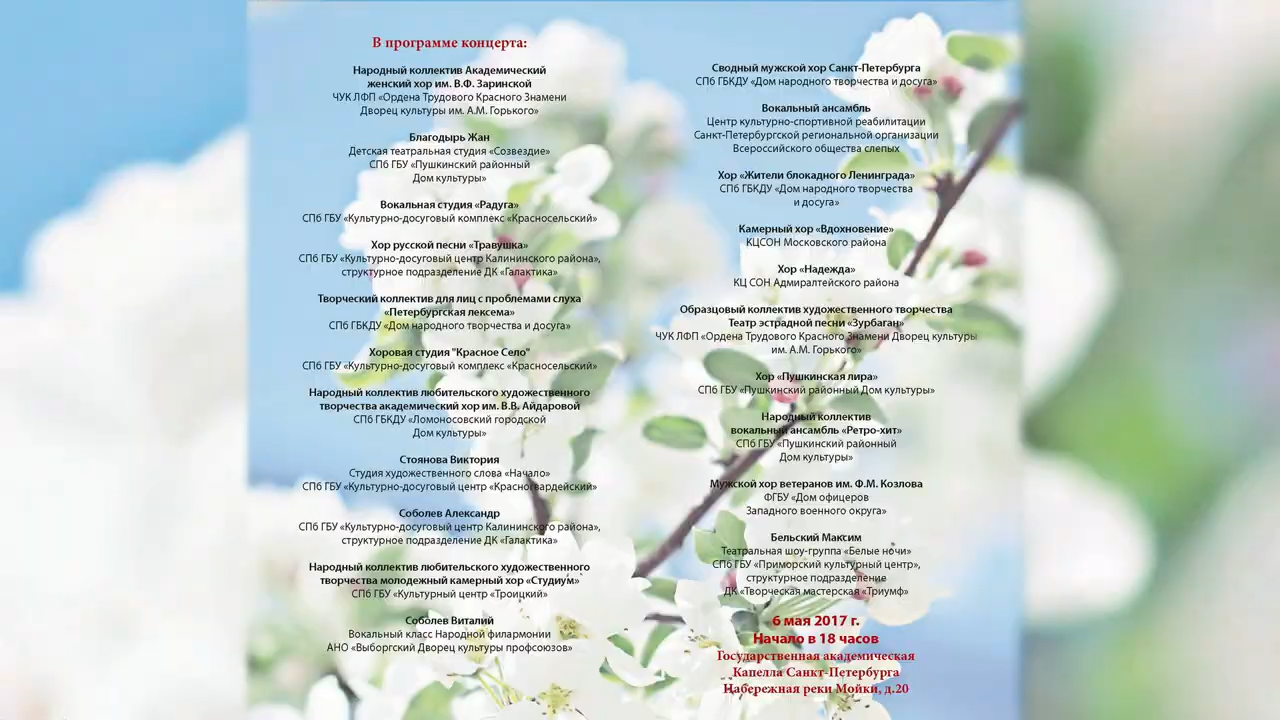 В программе концерта:
Народный коллектив Академический
женский хор им. В.Ф. Заринской
ЧУК ЛФП «Ордена Трудового Красного Знамени
Дворец культуры им. А.М. Горького»
Благодырь Жан
Детская театральная студия «Созвездие»
СПб ГБУ «Пушкинский районный
Дом культуры»
Вокальная студия «Радуга»
СПб ГБУ «Культурно-досуговый комплекс «Красносельский»
Хор русской песни «Травушка»
СПб ГБУ «Культурно-досуговый центр Калининского района»,
структурное подразделение ДК «Галактика»
Творческий коллектив для лиц с проблемами слуха
«Петербургская лексема»
СПб ГБКДУ «Дом народного творчества и досуга»
Хоровая студия "Красное Село"
СПб ГБУ «Культурно-досуговый комплекс «Красносельский»
Народный коллектив любительского художественного
творчества академический хор им. В.В. Айдаровой
СПб ГБКДУ «Ломоносовский городской
Дом культуры»
Стоянова Виктория
Студия художественного слова «Начало»
СПб ГБУ «Культурно-досуговый центр «Красногвардейский»
Соболев Александр
СПб ГБУ «Культурно-досуговый центр Калининского района»,
структурное подразделение ДК «Галактика»
Народный коллектив любительского художественного
творчества молодежный камерный хор «Студиум»
СПб ГБУ «Культурный центр «Троицкий»
Соболев Виталий
Вокальный класс Народной филармонии
АНО «Выборгский Дворец культуры профсоюзов»
Сводный мужской хор Санкт-Петербурга
СПб ГБКДУ «Дом народного творчества и досуга»
Вокальный ансамбль
Центр культурно-спортивной реабилитации
Санкт-Петербургской региональной организации
Всероссийского общества слепых
Хор «Жители блокадного Ленинграда»
СПб ГБКДУ «Дом народного творчества
и досуга»
Камерный хор «Вдохновение»
КЦСОН Московского района
Хор «Надежда»
КЦ СОН Адмиралтейского района
Образцовый коллектив художественного творчества
Театр эстрадной песни «Зурбаган»
ЧУК ЛФП «Ордена Трудового Красного Знамени Дворец культуры
им. А.М. Горького»
Хор «Пушкинская лира»
СПб ГБУ «Пушкинский районный Дом культуры»
Народный коллектив
вокальный ансамбль «Ретро-хит»
СПб ГБУ «Пушкинский районный
Дом культуры»
Мужской хор ветеранов им. Ф.М. Козлова
ФГБУ «Дом офицеров
Западного военного округа»
Бельский Максим
Театральная шоу-группа «Белые ночи»
СПб ГБУ «Приморский культурный центр»,
структурное подразделение
ДК «Творческая мастерская «Триумф»
6 мая 2017 г.
Начало в 18 часов
Государственная академическая
Капелла Санкт-Петербурга
Набережная реки Мойки, д.20